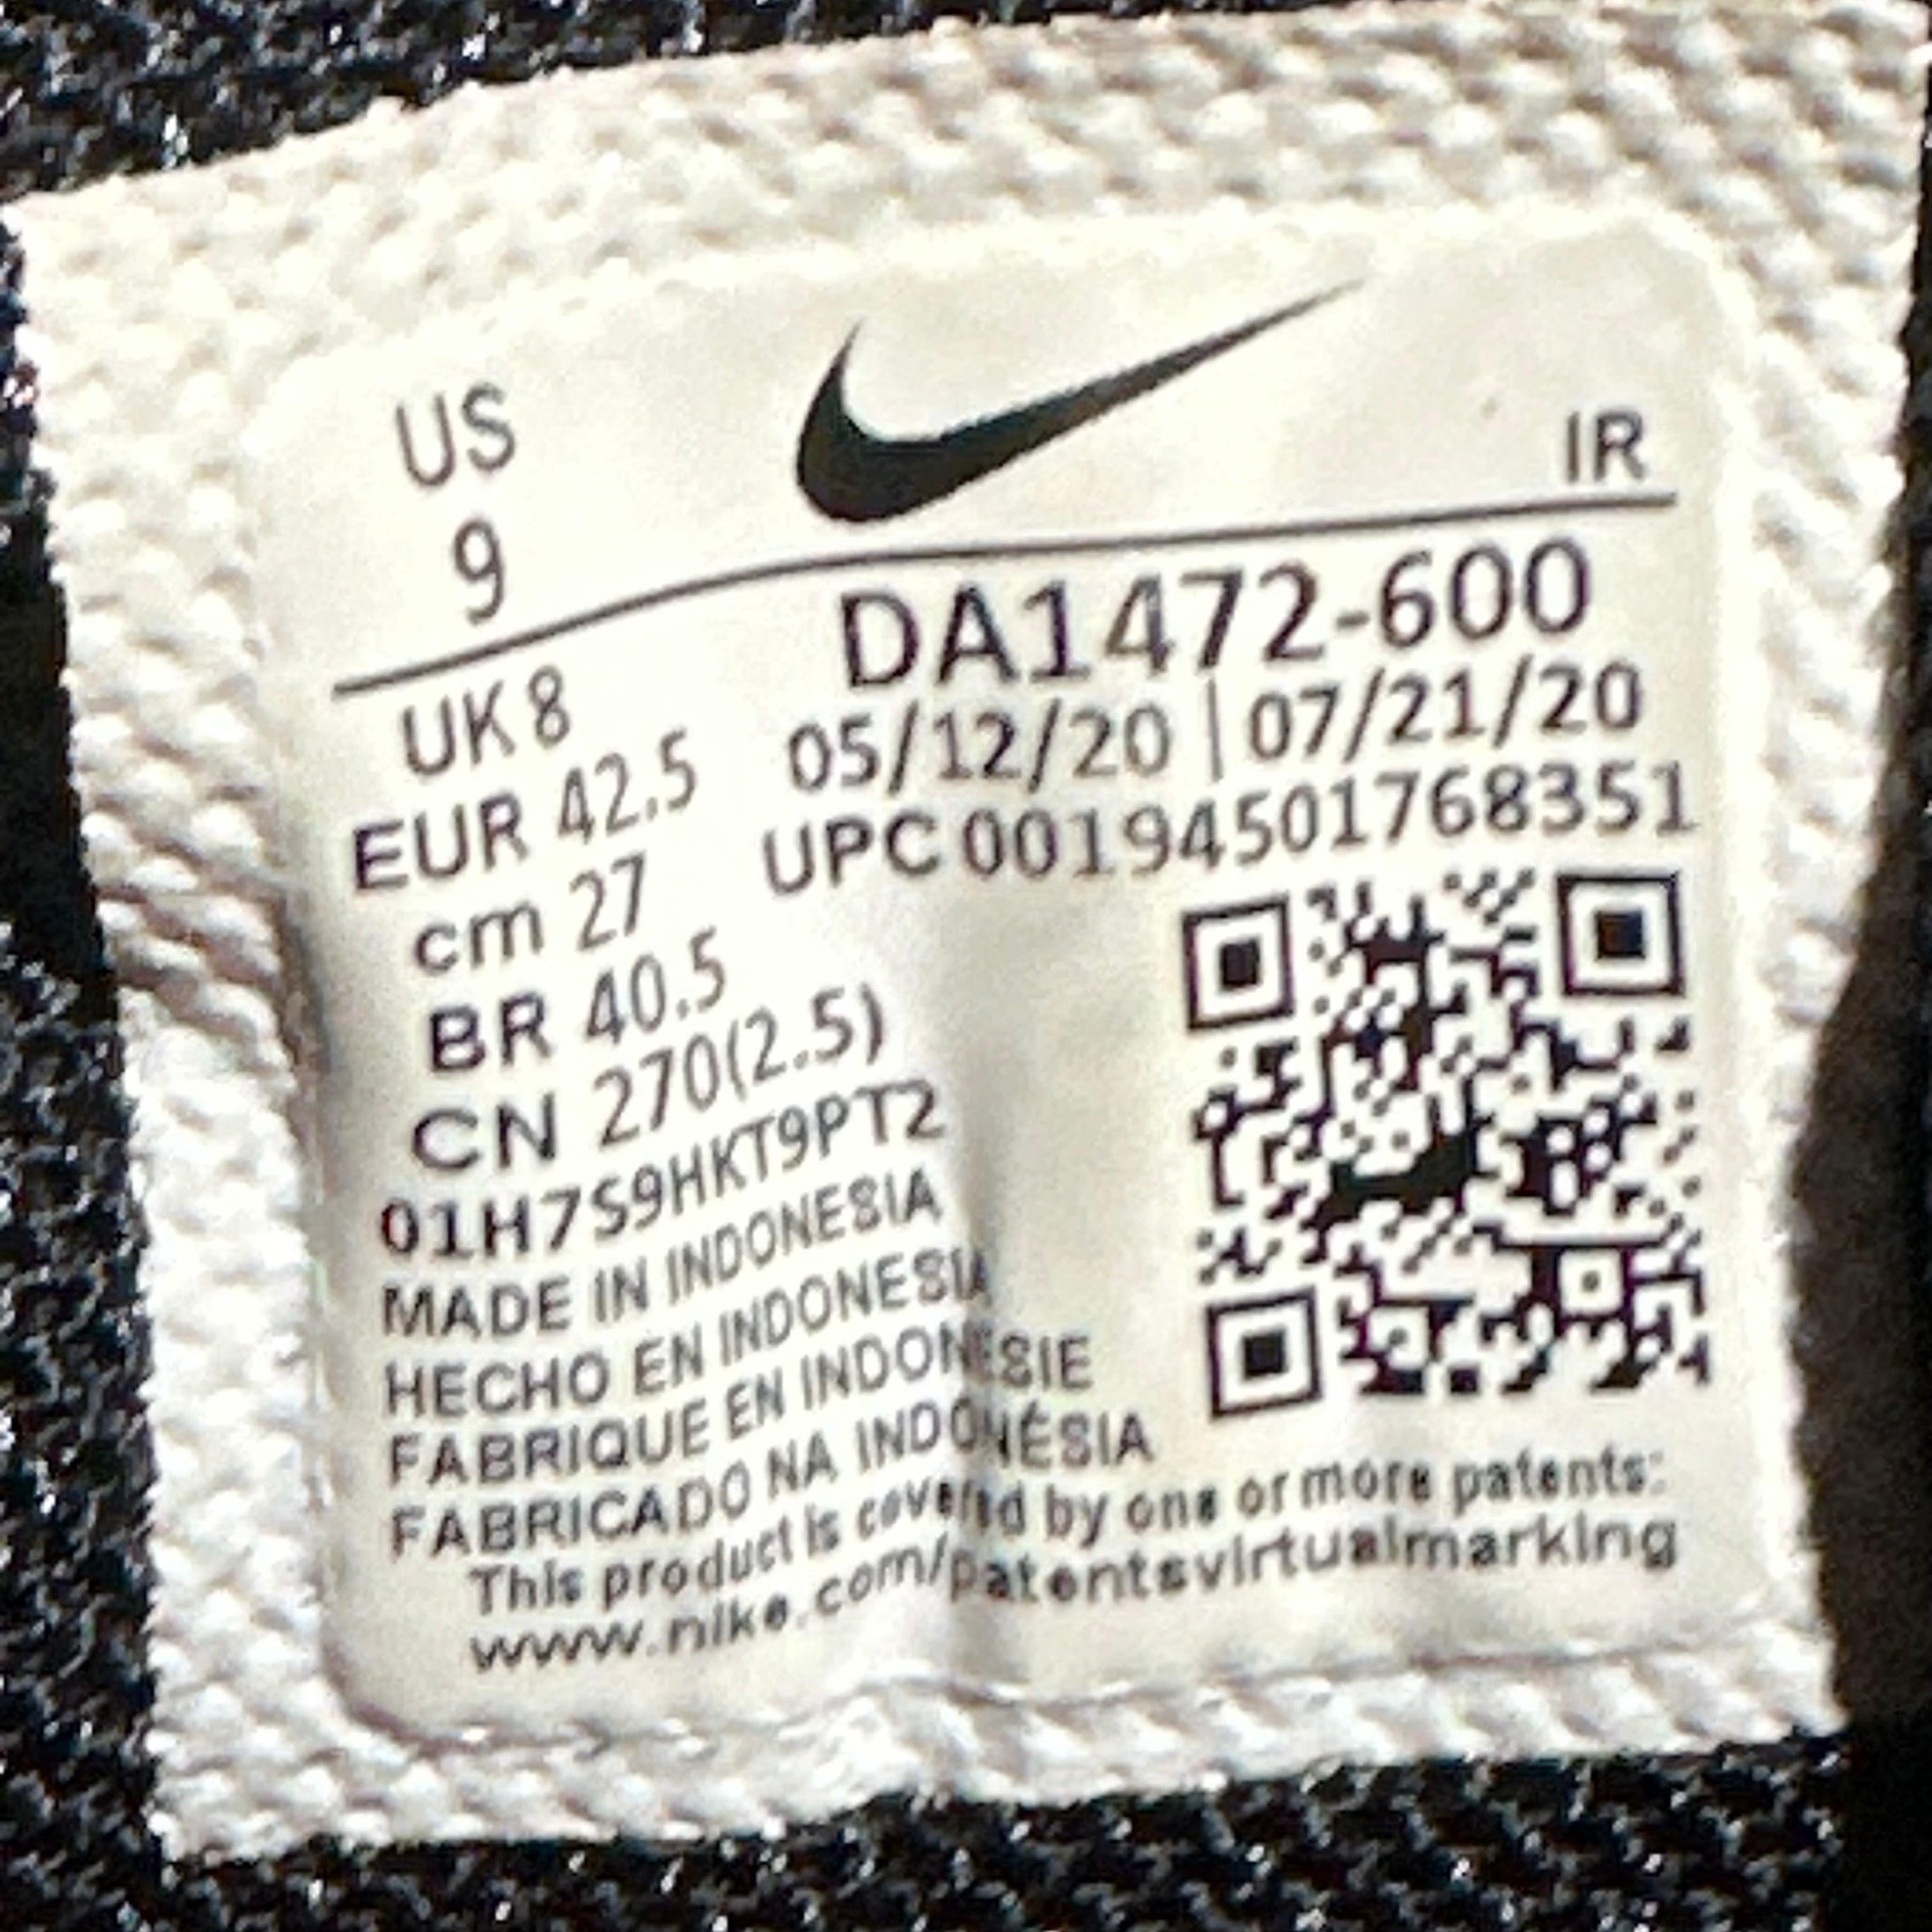 US
9
IR
UK 8
EUR 42.5
cm 27
BR 40.5
CN 270(2.5)
DA1472-600
05/12/20 | 07/21/20
UPC 00194501768351
01H7S9HKT9PT2
MADE IN INDONESIA
HECHO EN INDONESIA
FABRIQUE EN INDONESIE
FABRICADO NA INDONÉSIA
This product is covered by one or more patents:
www.nike.com/patentsvirtualmarking